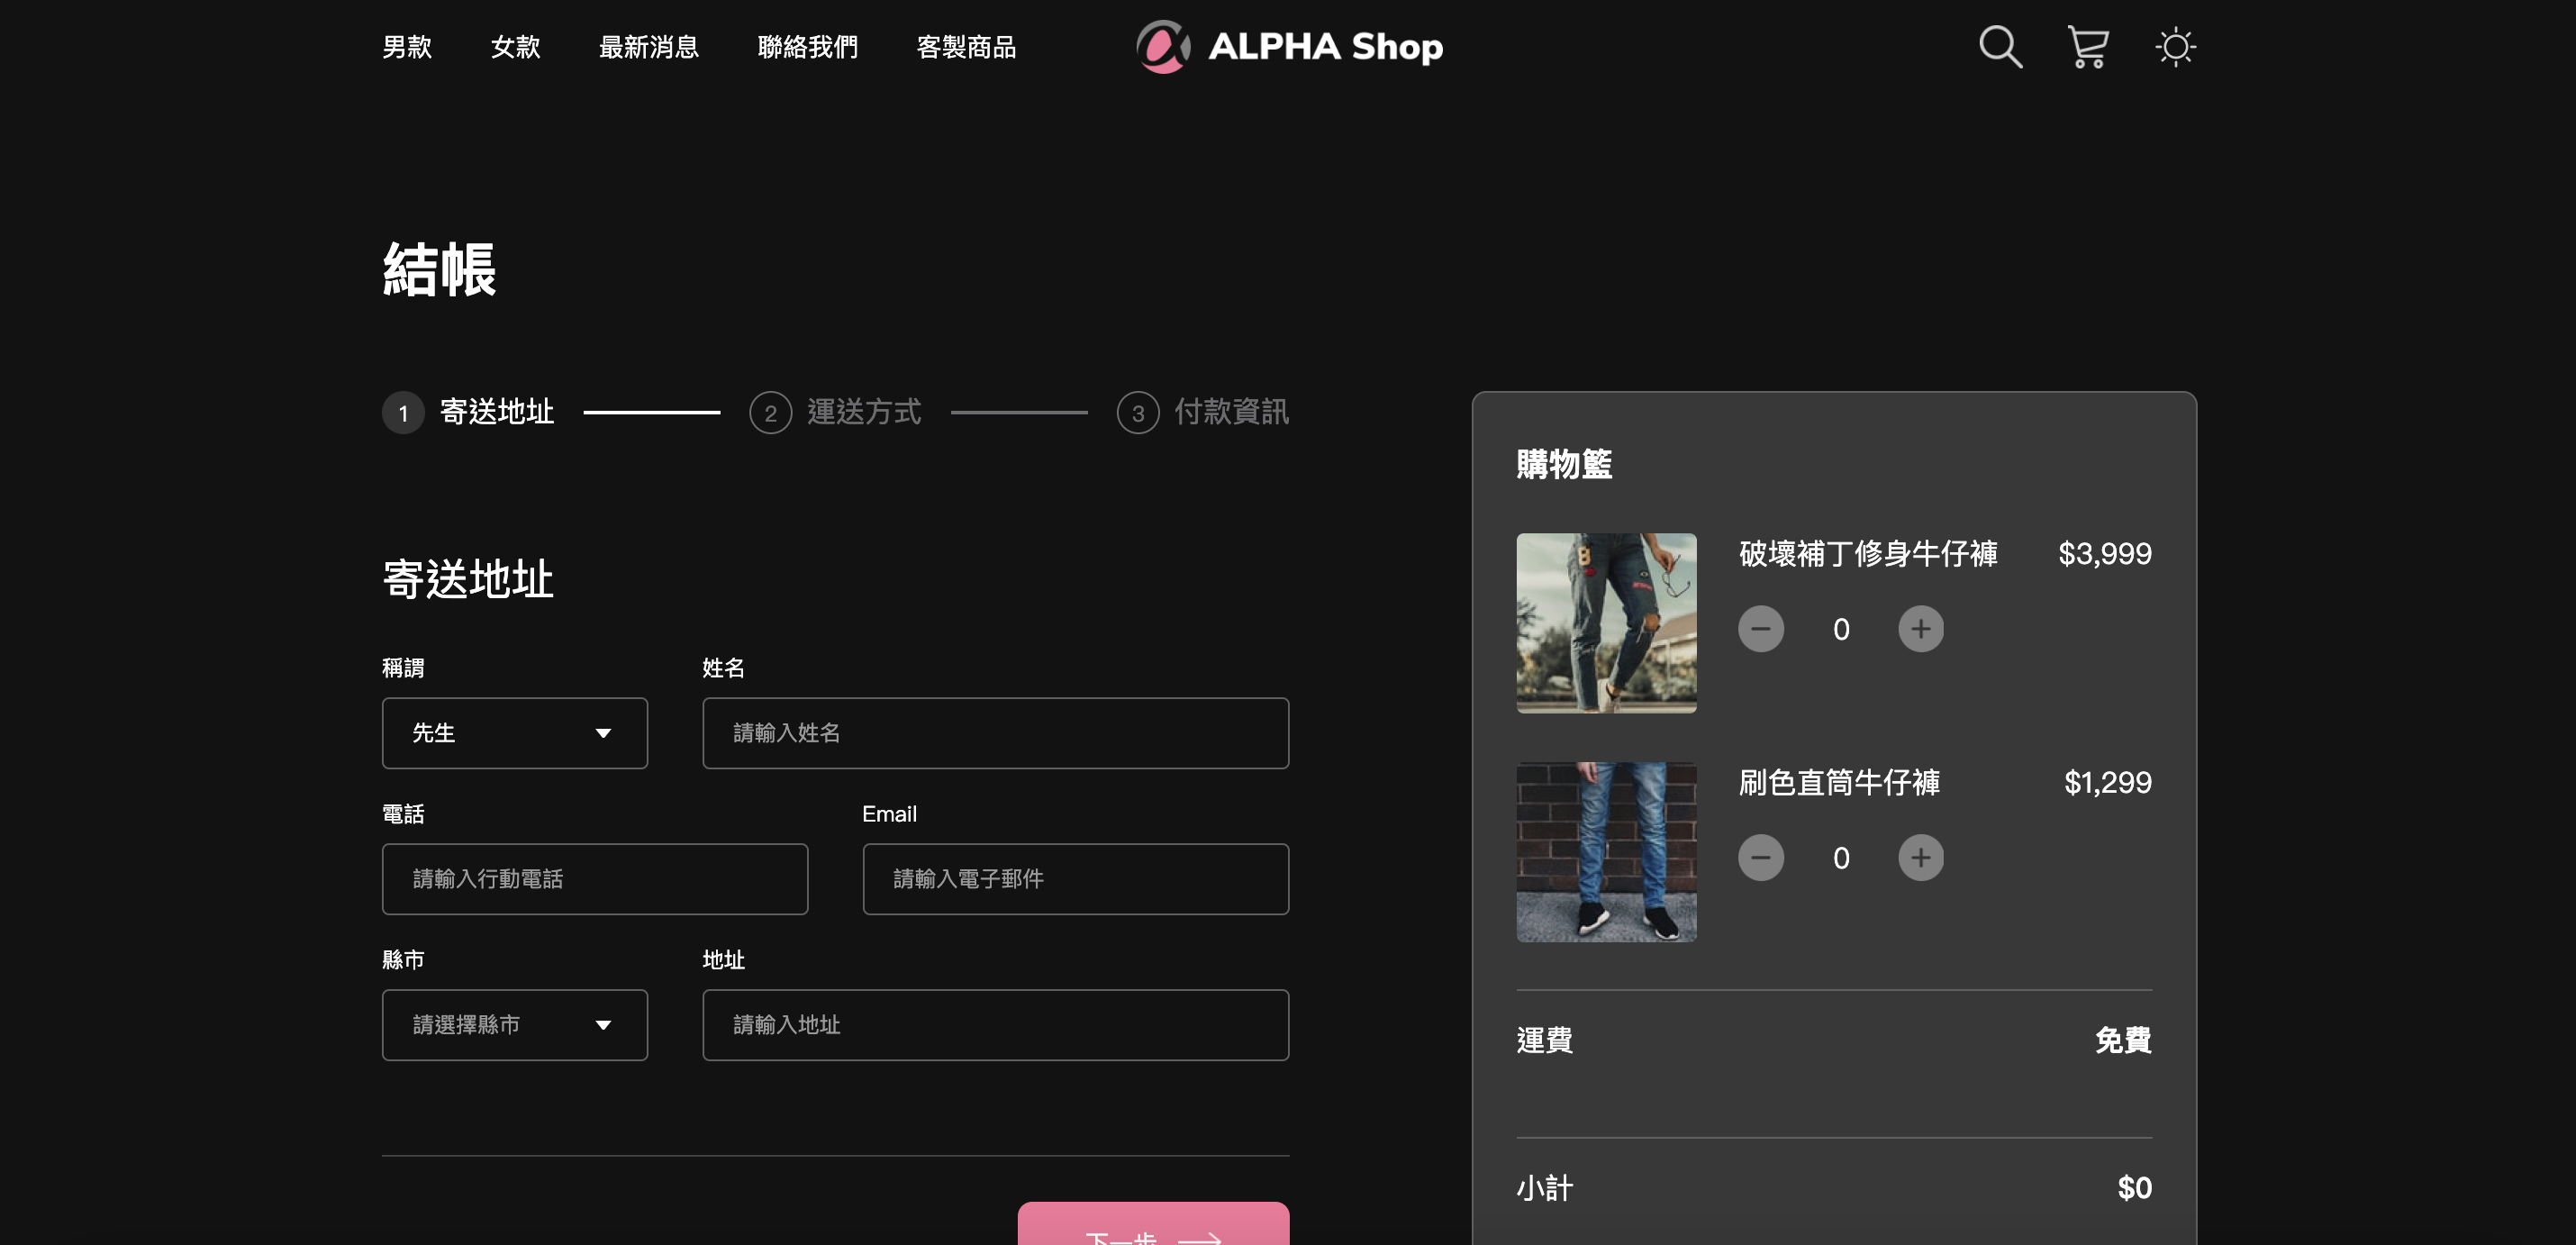 男款 女款 最新消息 聯絡我們 客製商品 ALPHA Shop
結帳
1 寄送地址 2 運送方式 3 付款資訊
寄送地址
稱謂 姓名
先生 請輸入姓名
電話 Email
請輸入行動電話 請輸入電子郵件
縣市 地址
請選擇縣市 請輸入地址
下一步
購物籃
破壞補丁修身牛仔褲 $3,999
0
刷色直筒牛仔褲 $1,299
0
運費 免費
小計 $0